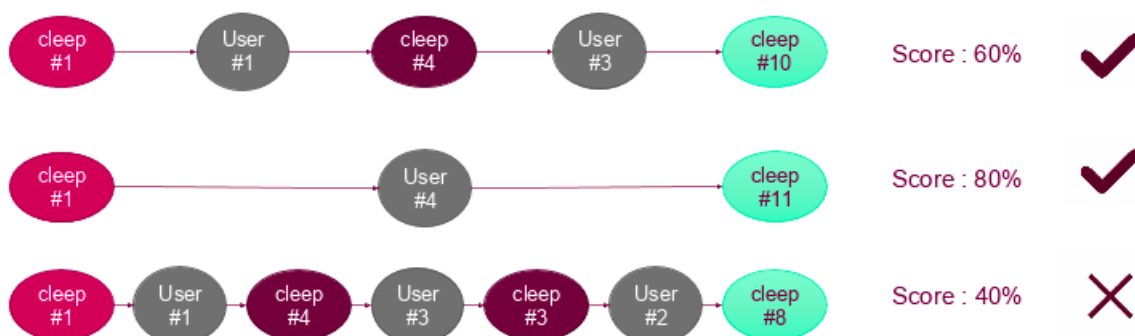 cleep
#1
User
#1
cleep
#4
User
#3
cleep
#10
Score : 60%
cleep
#1
User
#4
cleep
#11
Score : 80%
cleep
#1
User
#1
cleep
#4
User
#3
cleep
#3
User
#2
cleep
#8
Score : 40%